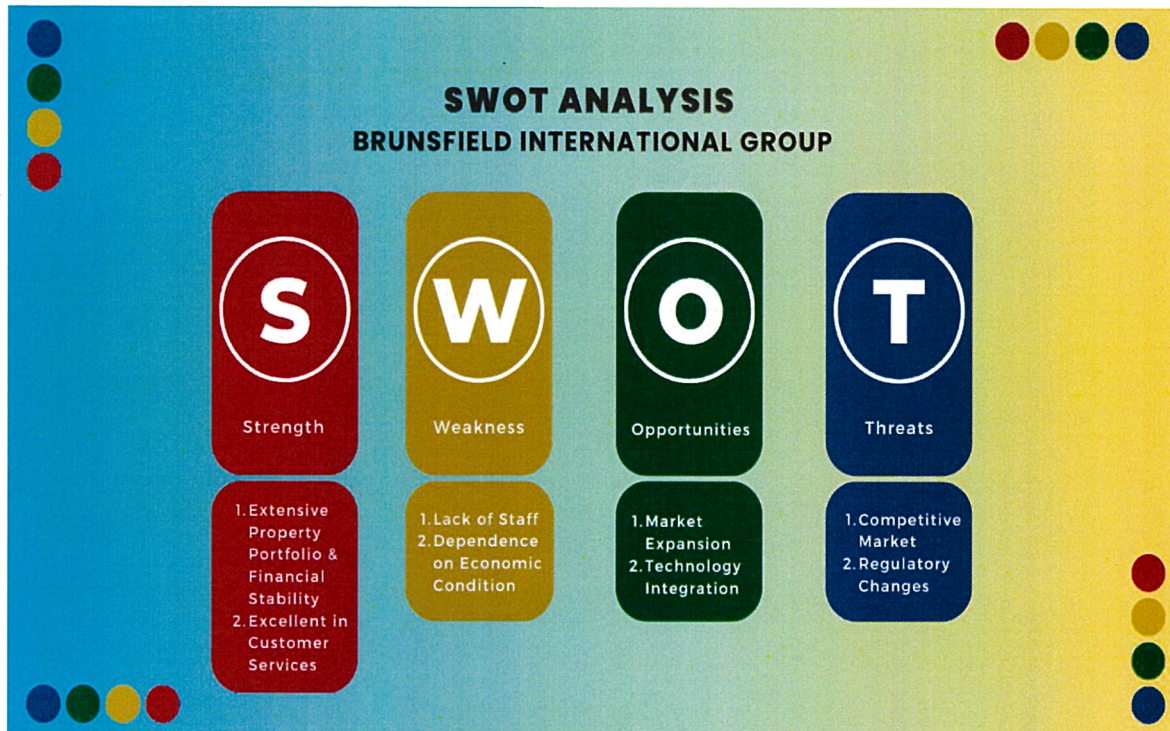 SWOT ANALYSIS
BRUNSFIELD INTERNATIONAL GROUP
S
Strength
1. Extensive
Property
Portfolio &
Financial
Stability
2. Excellent in
Customer
Services
W
Weakness
1. Lack of Staff
2. Dependence
on Economic
Condition
O
Opportunities
1. Market
Expansion
2. Technology
Integration
T
Threats
1. Competitive
Market
2. Regulatory
Changes